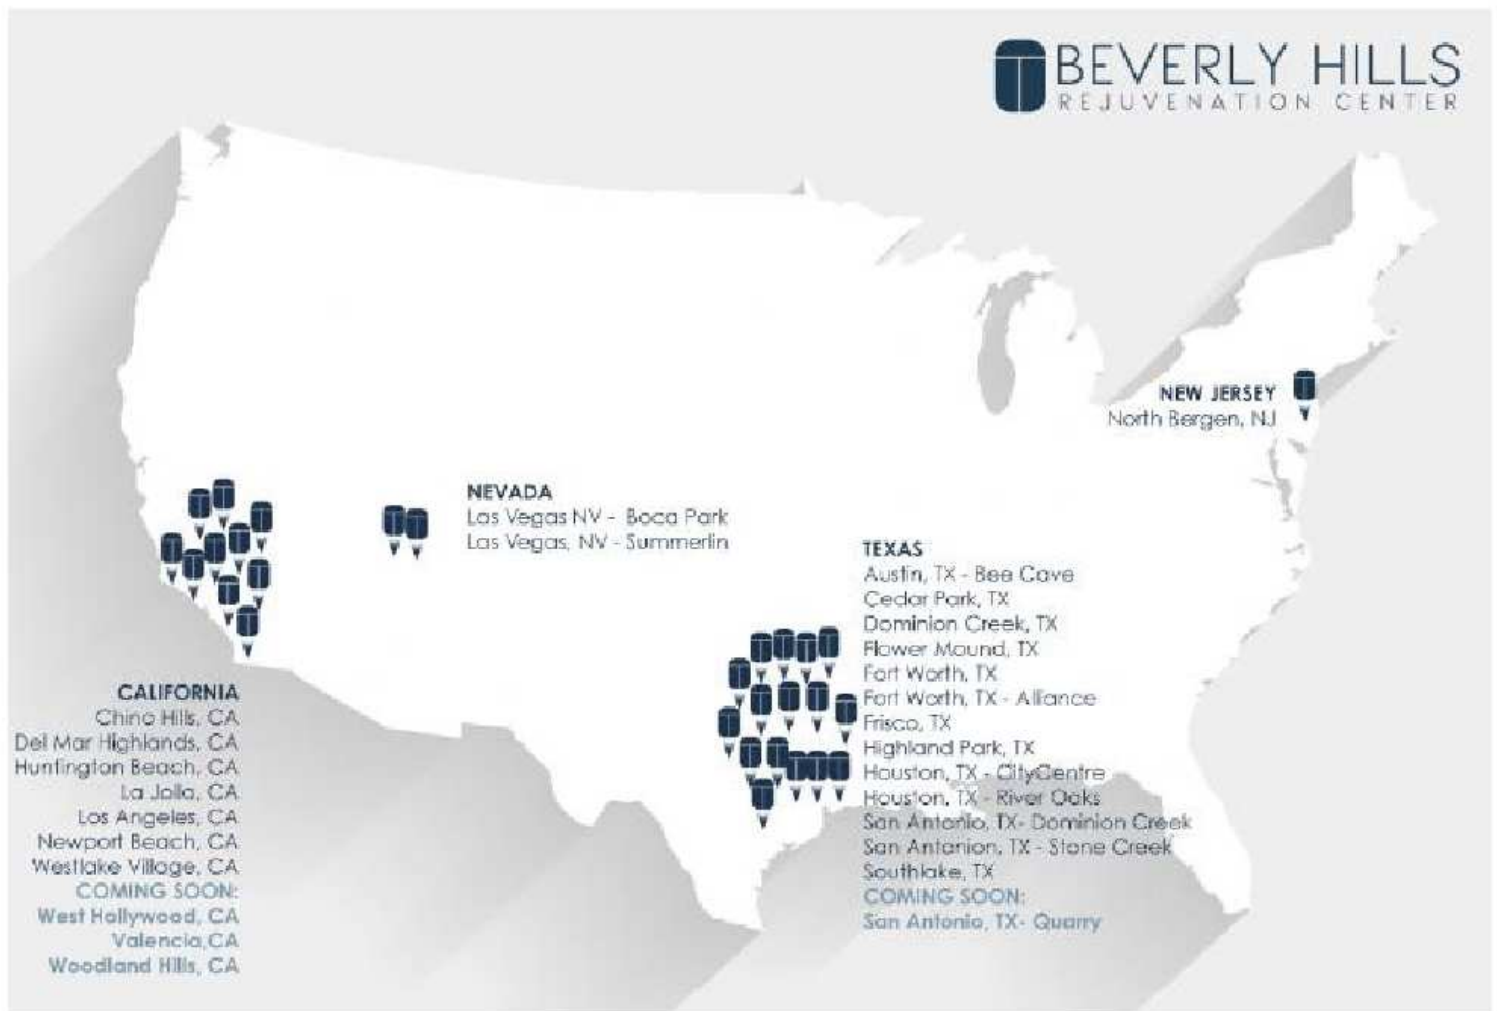 BEVERLY HILLS
REJUVENATION CENTER
NEW JERSEY
North Bergen, NJ
NEVADA
Las Vegas NV - Boca Park
Las Vegas, NV - Summerlin
TEXAS
Austin, TX - Bee Cave
Cedar Park, TX
Dominion Creek, TX
Flower Mound, TX
Fort Worth, TX
Fort Worth, TX - Alliance
Frisco, TX
Highland Park, TX
Houston, TX - CityCentre
Houston, TX - River Oaks
San Antonio, TX- Dominion Creek
San Antonion, TX - Stone Creek
Southlake, TX
COMING SOON:
San Antonio, TX- Quarry
CALIFORNIA
Chino Hills, CA
Del Mar Highlands, CA
Huntington Beach, CA
La Jolla, CA
Los Angeles, CA
Newport Beach, CA
Westlake Village, CA
COMING SOON:
West Hollywood, CA
Valencia,CA
Woodland Hills, CA